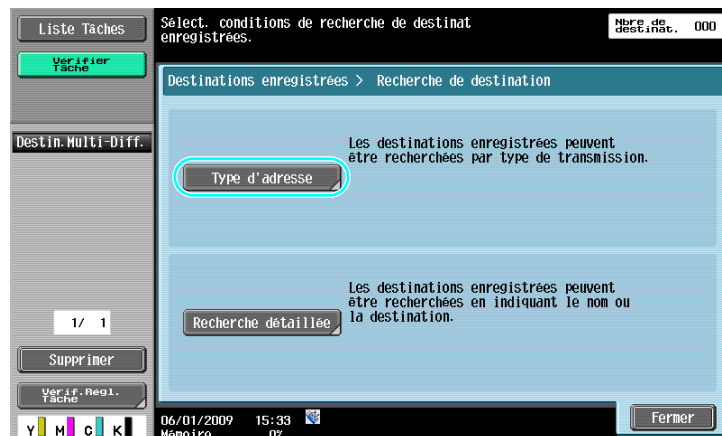 Liste Tâches
Vérifier
Tâche
Destin.Multi-Diff.
1/ 1
Supprimer
Vérif.Régl.
Tâche
Y M C K
Sélect. conditions de recherche de destinat
enregistrées.
Nbre de
destinat. 000
Destinations enregistrées > Recherche de destination
Les destinations enregistrées peuvent
être recherchées par type de transmission.
Type d'adresse
Les destinations enregistrées peuvent
être recherchées en indiquant le nom ou
la destination.
Recherche détaillée
06/01/2009 15:33
Mémoire 0%
Fermer